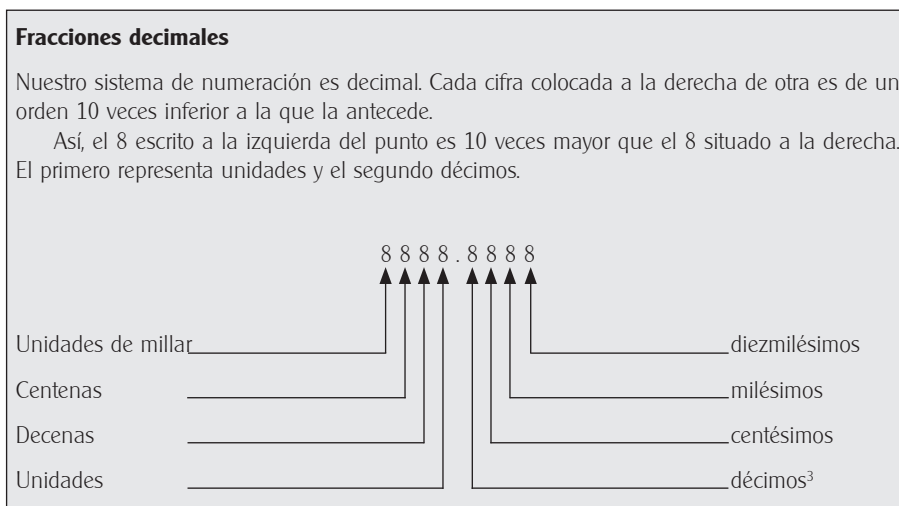 Fracciones decimales
Nuestro sistema de numeración es decimal. Cada cifra colocada a la derecha de otra es de un
orden 10 veces inferior a la que la antecede.
Así, el 8 escrito a la izquierda del punto es 10 veces mayor que el 8 situado a la derecha.
El primero representa unidades y el segundo décimos.
8 8 8 8 . 8 8 8 8
Unidades de millar diezmilésimos
Centenas milésimos
Decenas centésimos
Unidades décimos³